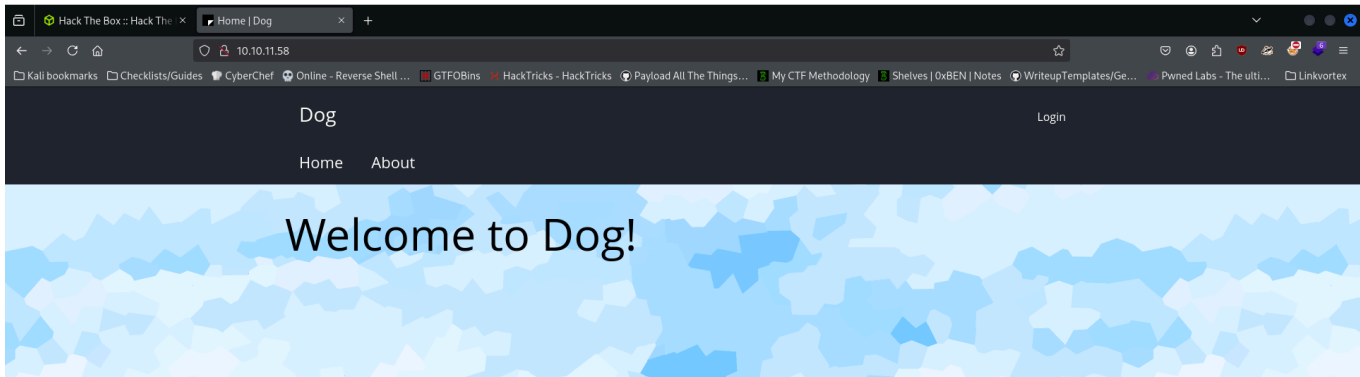 Hack The Box :: Hack The
Home | Dog
10.10.11.58
Kali bookmarks Checklists/Guides CyberChef Online - Reverse Shell ... GTFOBins HackTricks - HackTricks Payload All The Things... My CTF Methodology Shelves | 0xBEN | Notes WriteupTemplates/Ge... Pwned Labs - The ulti... Linkvortex
Dog
Login
Home About
Welcome to Dog!